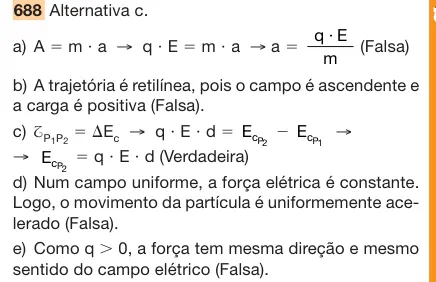 688 Alternativa c.
a) A = m · a → q · E = m · a → a = q · E / m (Falsa)
b) A trajetória é retilínea, pois o campo é ascendente e
a carga é positiva (Falsa).
c) ᘔP₁P₂ = ΔEc → q · E · d = EcP₂ − EcP₁ →
→ EcP₂ = q · E · d (Verdadeira)
d) Num campo uniforme, a força elétrica é constante.
Logo, o movimento da partícula é uniformemente ace-
lerado (Falsa).
e) Como q > 0, a força tem mesma direção e mesmo
sentido do campo elétrico (Falsa).